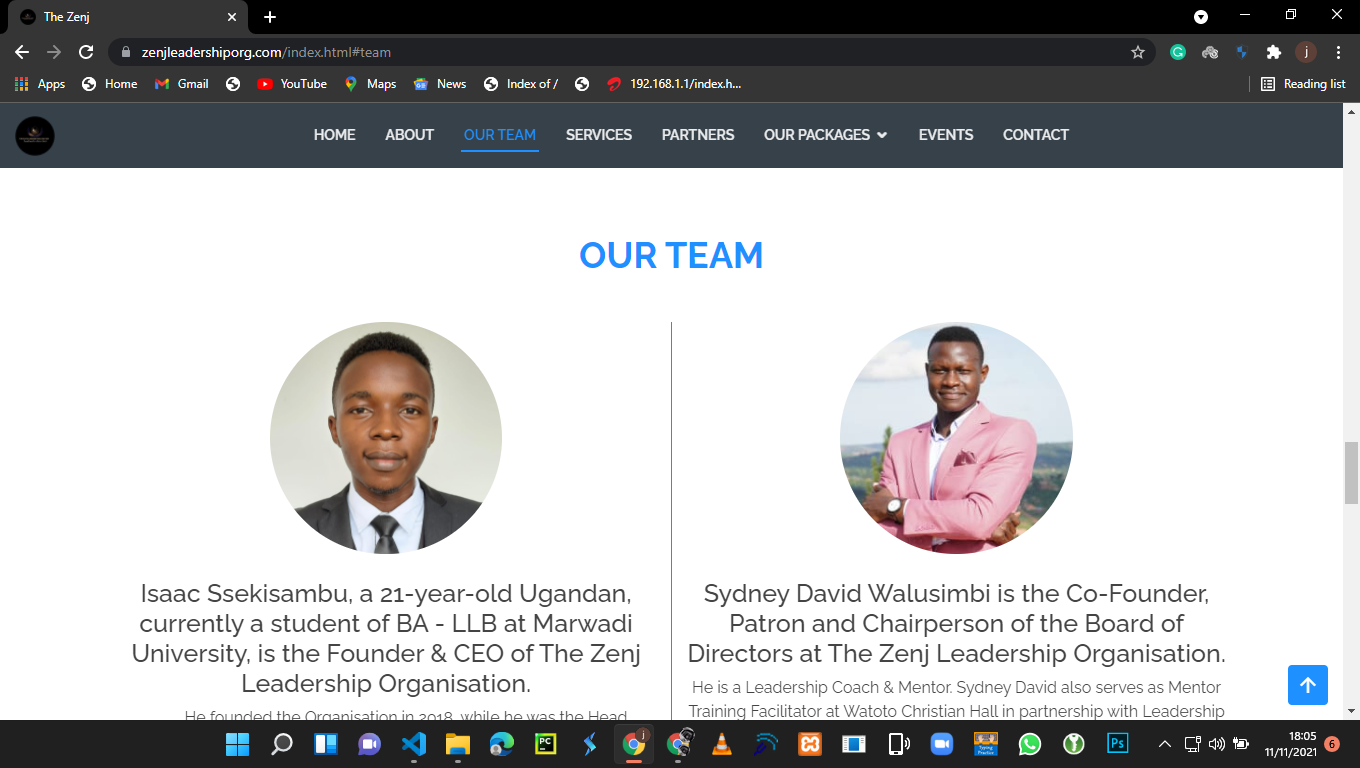 The Zenj
zenjleadershiporg.com/index.html#team
j
Apps
Home
Gmail
YouTube
Maps
News
Index of /
192.168.1.1/index.h...
Reading list
HOME
ABOUT
OUR TEAM
SERVICES
PARTNERS
OUR PACKAGES
EVENTS
CONTACT
OUR TEAM
Isaac Ssekisambu, a 21-year-old Ugandan,
currently a student of BA - LLB at Marwadi
University, is the Founder & CEO of The Zenj
Leadership Organisation.
He founded the Organisation in 2018, while he was the Head
Sydney David Walusimbi is the Co-Founder,
Patron and Chairperson of the Board of
Directors at The Zenj Leadership Organisation.
He is a Leadership Coach & Mentor. Sydney David also serves as Mentor
Training Facilitator at Watoto Christian Hall in partnership with Leadership
PC
j
Ps
18:05
11/11/2021
6